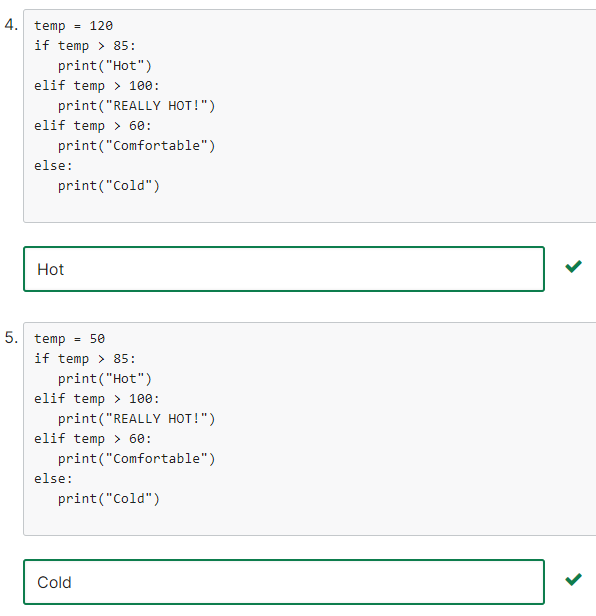 4.
temp = 120
if temp > 85:
   print("Hot")
elif temp > 100:
   print("REALLY HOT!")
elif temp > 60:
   print("Comfortable")
else:
   print("Cold")
Hot
5.
temp = 50
if temp > 85:
   print("Hot")
elif temp > 100:
   print("REALLY HOT!")
elif temp > 60:
   print("Comfortable")
else:
   print("Cold")
Cold